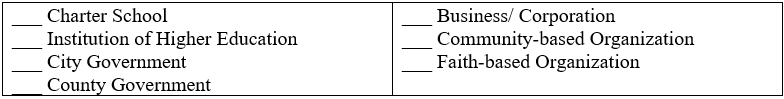 ___ Charter School
___ Institution of Higher Education
___ City Government
___ County Government
___ Business/ Corporation
___ Community-based Organization
___ Faith-based Organization